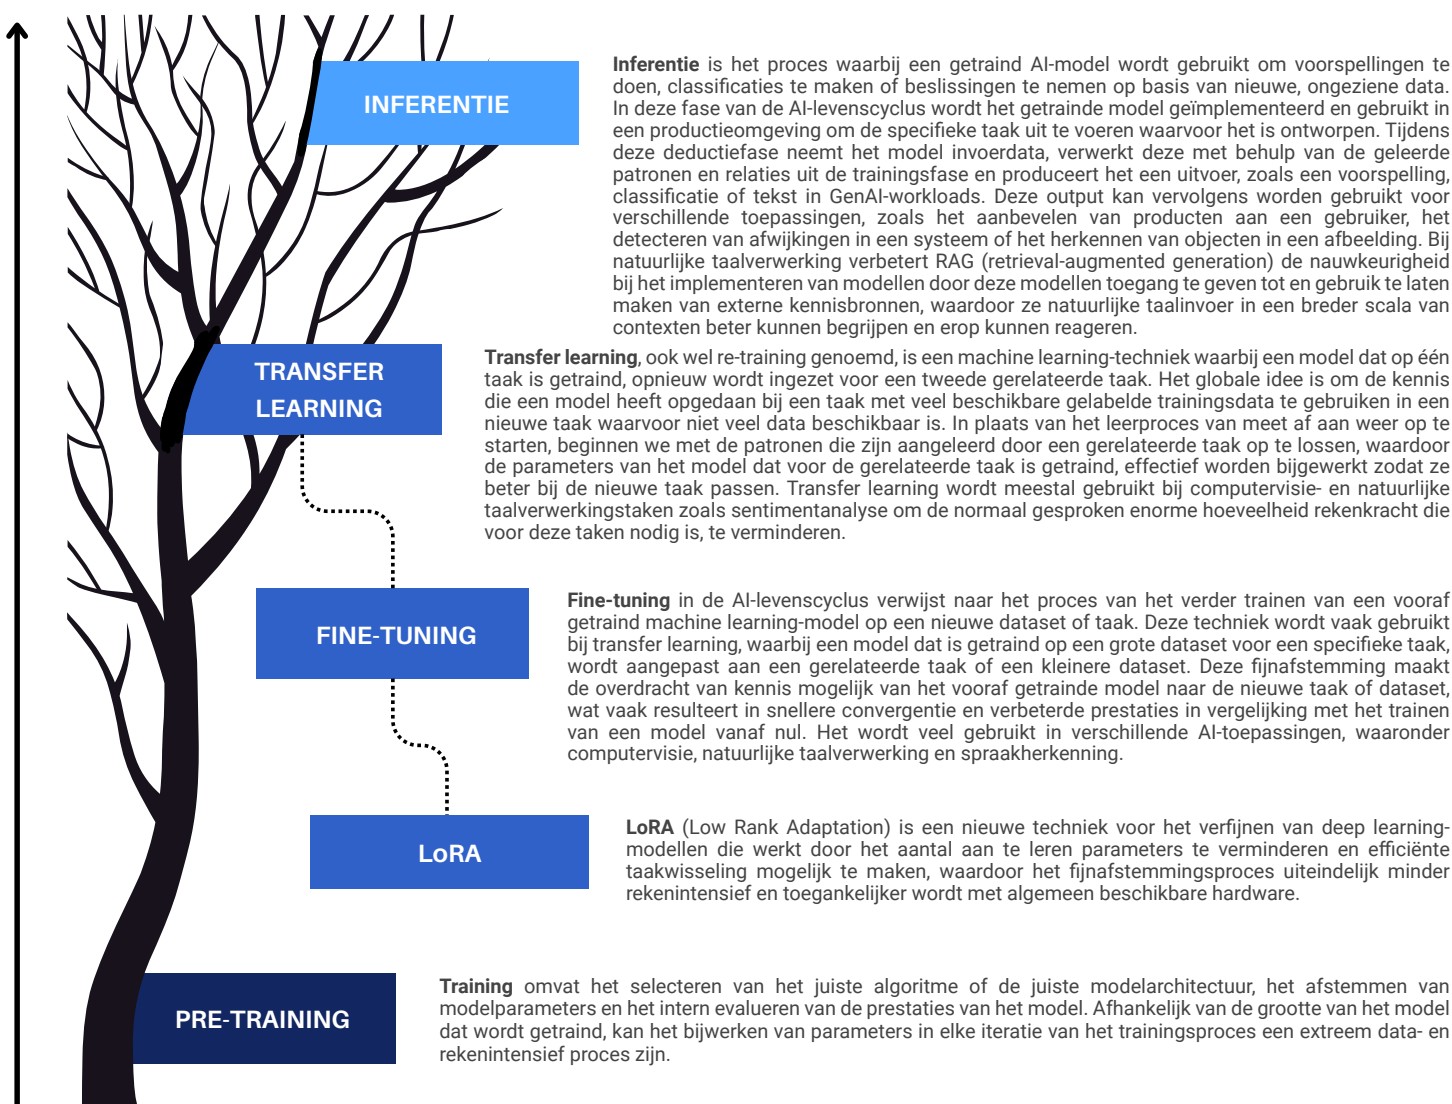 INFERENTIE
Inferentie is het proces waarbij een getraind AI-model wordt gebruikt om voorspellingen te
doen, classificaties te maken of beslissingen te nemen op basis van nieuwe, ongeziene data.
In deze fase van de AI-levenscyclus wordt het getrainde model geïmplementeerd en gebruikt in
een productieomgeving om de specifieke taak uit te voeren waarvoor het is ontworpen. Tijdens
deze deductiefase neemt het model invoerdata, verwerkt deze met behulp van de geleerde
patronen en relaties uit de trainingsfase en produceert het een uitvoer, zoals een voorspelling,
classificatie of tekst in GenAI-workloads. Deze output kan vervolgens worden gebruikt voor
verschillende toepassingen, zoals het aanbevelen van producten aan een gebruiker, het
detecteren van afwijkingen in een systeem of het herkennen van objecten in een afbeelding. Bij
natuurlijke taalverwerking verbetert RAG (retrieval-augmented generation) de nauwkeurigheid
bij het implementeren van modellen door deze modellen toegang te geven tot en gebruik te laten
maken van externe kennisbronnen, waardoor ze natuurlijke taalinvoer in een breder scala van
contexten beter kunnen begrijpen en erop kunnen reageren.
TRANSFER
LEARNING
Transfer learning, ook wel re-training genoemd, is een machine learning-techniek waarbij een model dat op één
taak is getraind, opnieuw wordt ingezet voor een tweede gerelateerde taak. Het globale idee is om de kennis
die een model heeft opgedaan bij een taak met veel beschikbare gelabelde trainingsdata te gebruiken in een
nieuwe taak waarvoor niet veel data beschikbaar is. In plaats van het leerproces van meet af aan weer op te
starten, beginnen we met de patronen die zijn aangeleerd door een gerelateerde taak op te lossen, waardoor
de parameters van het model dat voor de gerelateerde taak is getraind, effectief worden bijgewerkt zodat ze
beter bij de nieuwe taak passen. Transfer learning wordt meestal gebruikt bij computervisie- en natuurlijke
taalverwerkingstaken zoals sentimentanalyse om de normaal gesproken enorme hoeveelheid rekenkracht die
voor deze taken nodig is, te verminderen.
FINE-TUNING
Fine-tuning in de AI-levenscyclus verwijst naar het proces van het verder trainen van een vooraf
getraind machine learning-model op een nieuwe dataset of taak. Deze techniek wordt vaak gebruikt
bij transfer learning, waarbij een model dat is getraind op een grote dataset voor een specifieke taak,
wordt aangepast aan een gerelateerde taak of een kleinere dataset. Deze fijnafstemming maakt
de overdracht van kennis mogelijk van het vooraf getrainde model naar de nieuwe taak of dataset,
wat vaak resulteert in snellere convergentie en verbeterde prestaties in vergelijking met het trainen
van een model vanaf nul. Het wordt veel gebruikt in verschillende AI-toepassingen, waaronder
computervisie, natuurlijke taalverwerking en spraakherkenning.
LoRA
LoRA (Low Rank Adaptation) is een nieuwe techniek voor het verfijnen van deep learning-
modellen die werkt door het aantal aan te leren parameters te verminderen en efficiënte
taakwisseling mogelijk te maken, waardoor het fijnafstemmingsproces uiteindelijk minder
rekenintensief en toegankelijker wordt met algemeen beschikbare hardware.
PRE-TRAINING
Training omvat het selecteren van het juiste algoritme of de juiste modelarchitectuur, het afstemmen van
modelparameters en het intern evalueren van de prestaties van het model. Afhankelijk van de grootte van het model
dat wordt getraind, kan het bijwerken van parameters in elke iteratie van het trainingsproces een extreem data- en
rekenintensief proces zijn.